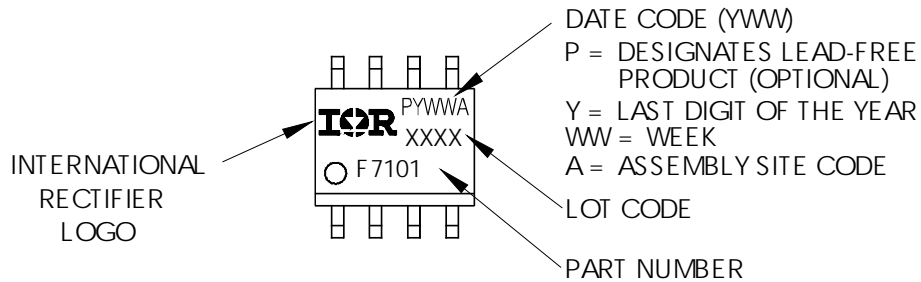 DATE CODE (YWW)
P = DESIGNATES LEAD-FREE
PRODUCT (OPTIONAL)
Y = LAST DIGIT OF THE YEAR
WW = WEEK
A = ASSEMBLY SITE CODE
LOT CODE
PART NUMBER
INTERNATIONAL
RECTIFIER
LOGO
IOR
PYWWA
XXXX
F7101